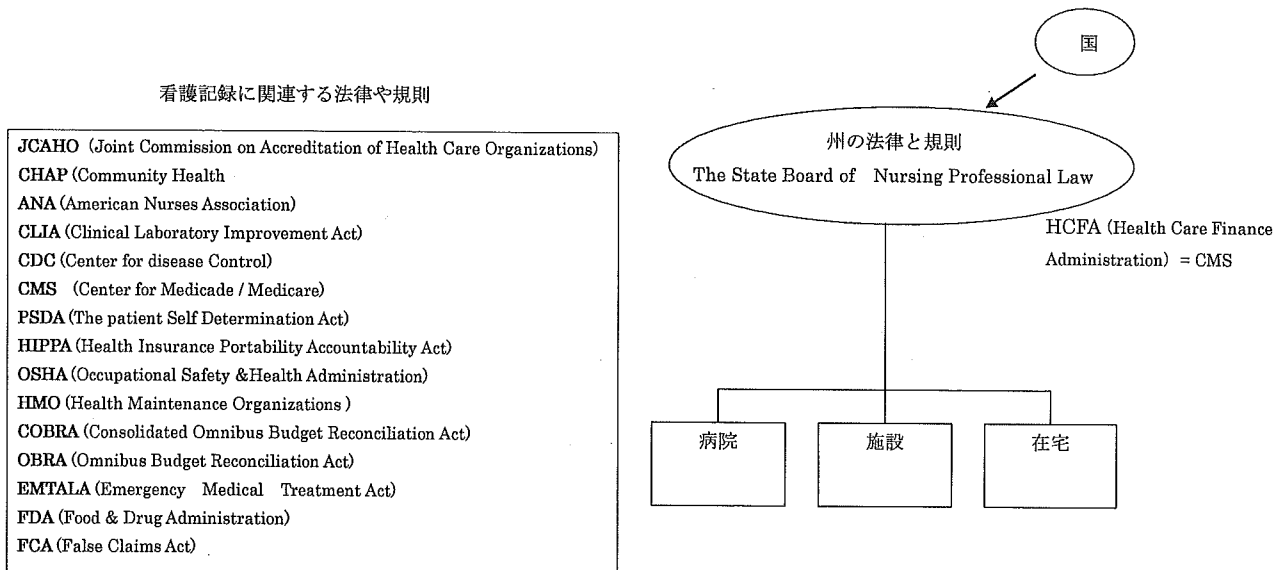 看護記録に関連する法律や規則
JCAHO (Joint Commission on Accreditation of Health Care Organizations)
CHAP (Community Health
ANA (American Nurses Association)
CLIA (Clinical Laboratory Improvement Act)
CDC (Center for disease Control)
CMS (Center for Medicade / Medicare)
PSDA (The patient Self Determination Act)
HIPPA (Health Insurance Portability Accountability Act)
OSHA (Occupational Safety &Health Administration)
HMO (Health Maintenance Organizations )
COBRA (Consolidated Omnibus Budget Reconciliation Act)
OBRA (Omnibus Budget Reconciliation Act)
EMTALA (Emergency Medical Treatment Act)
FDA (Food & Drug Administration)
FCA (False Claims Act)
国
州の法律と規則
The State Board of Nursing Professional Law
HCFA (Health Care Finance
Administration) = CMS
病院
施設
在宅